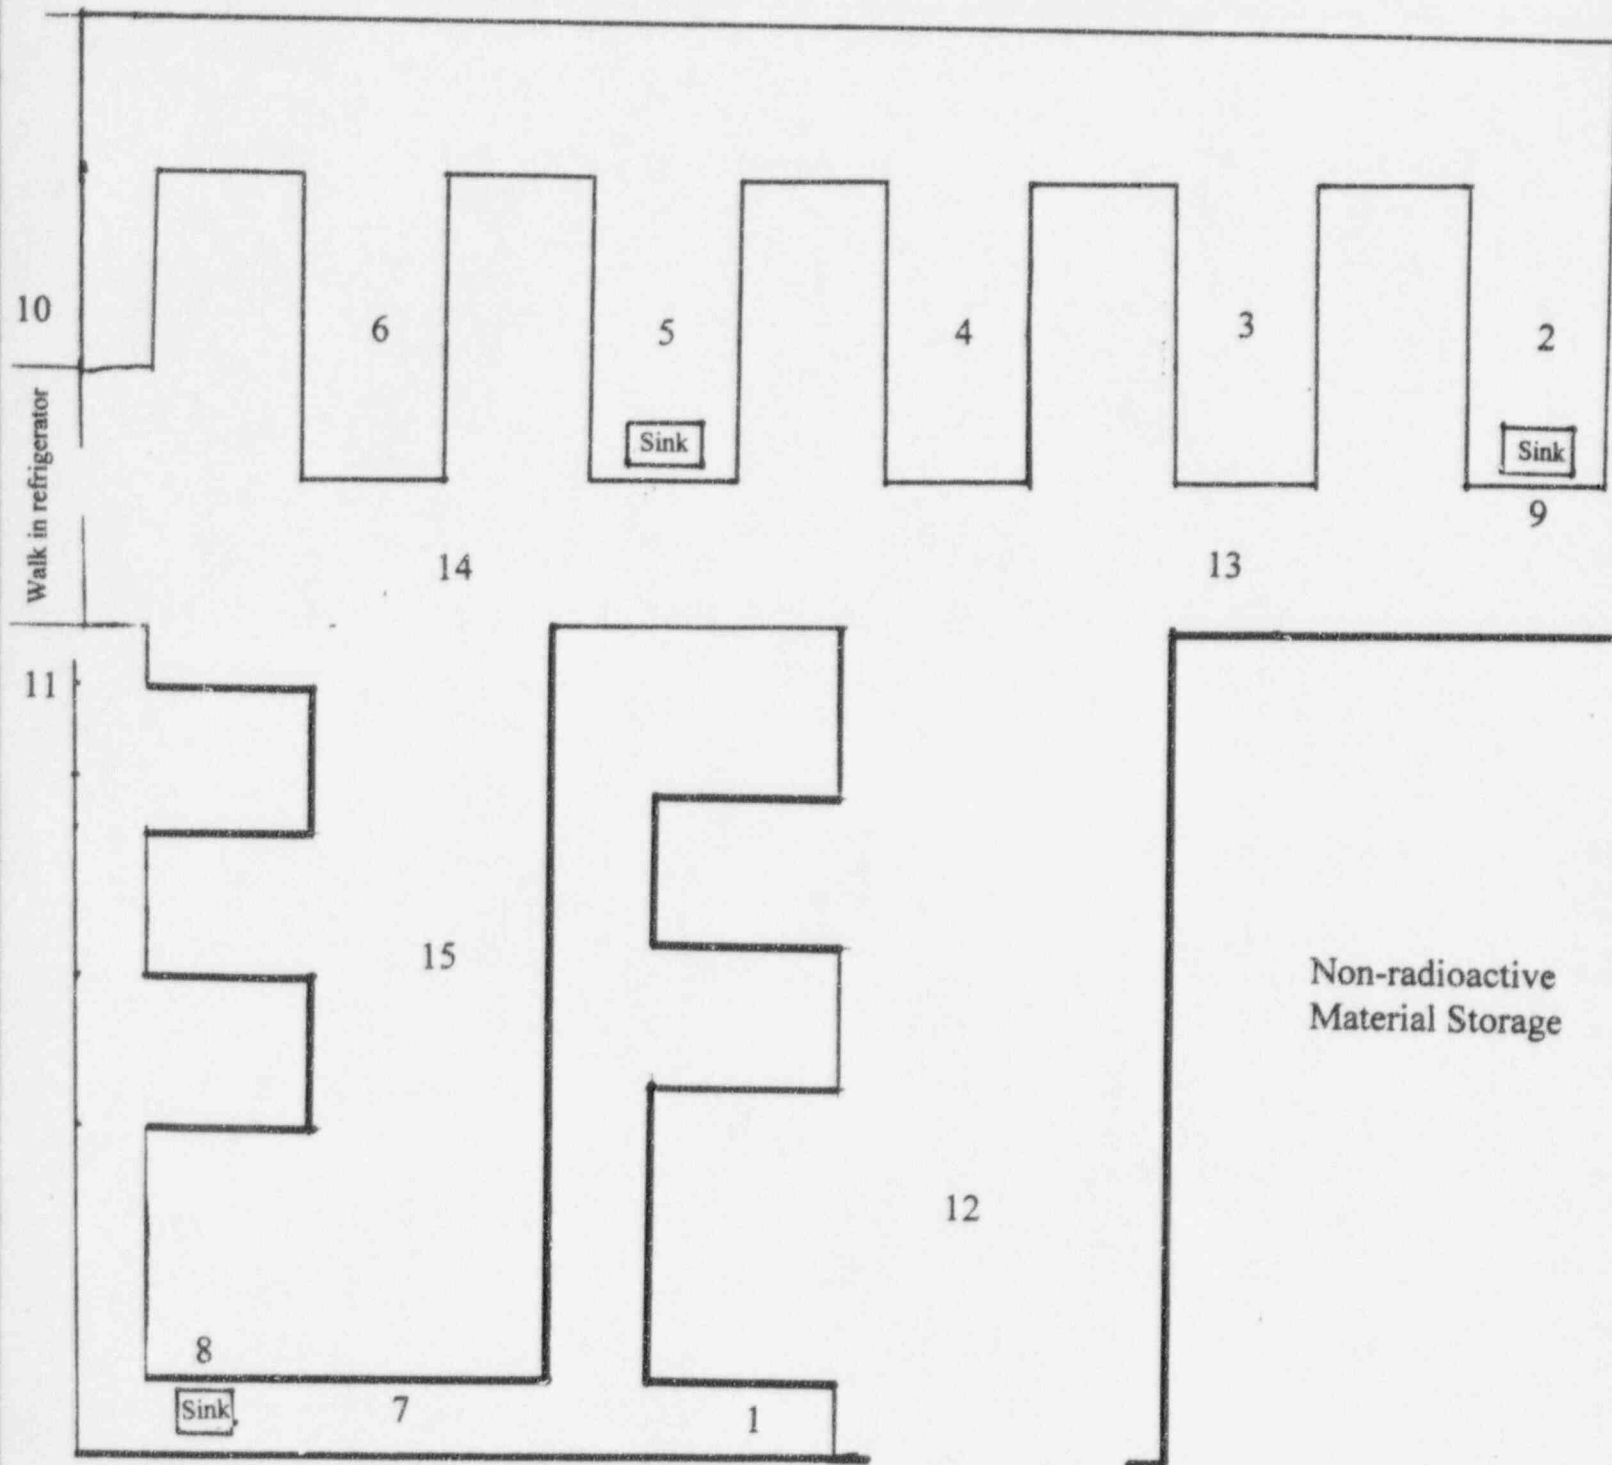 10
6
5
4
3
2
Sink
Sink
Walk in refrigerator
9
14
13
11
15
Non-radioactive
Material Storage
12
8
Sink
7
1